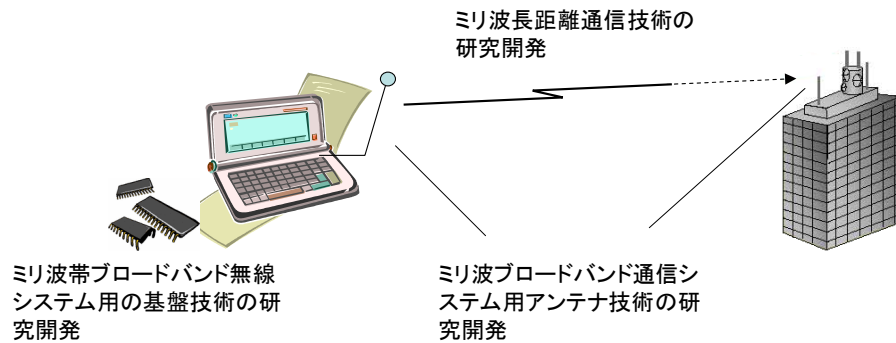 ミリ波長距離通信技術の
研究開発
ミリ波帯ブロードバンド無線
システム用の基盤技術の研
究開発
ミリ波ブロードバンド通信シ
ステム用アンテナ技術の研
究開発